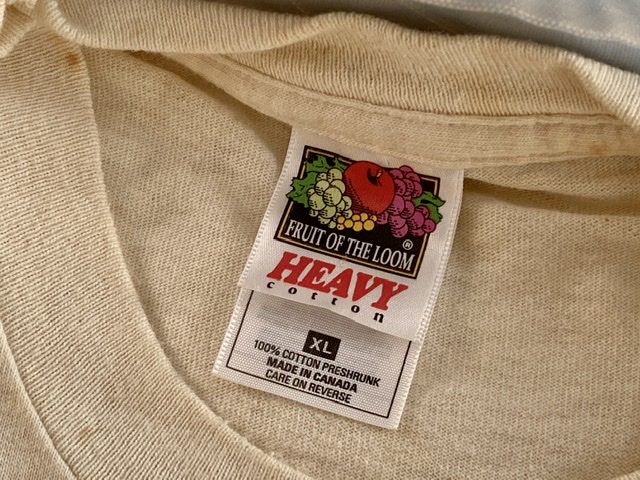 FRUIT OF THE LOOM ®
HEAVY
cotton
XL
100% COTTON PRESHRUNK
MADE IN CANADA
CARE ON REVERSE